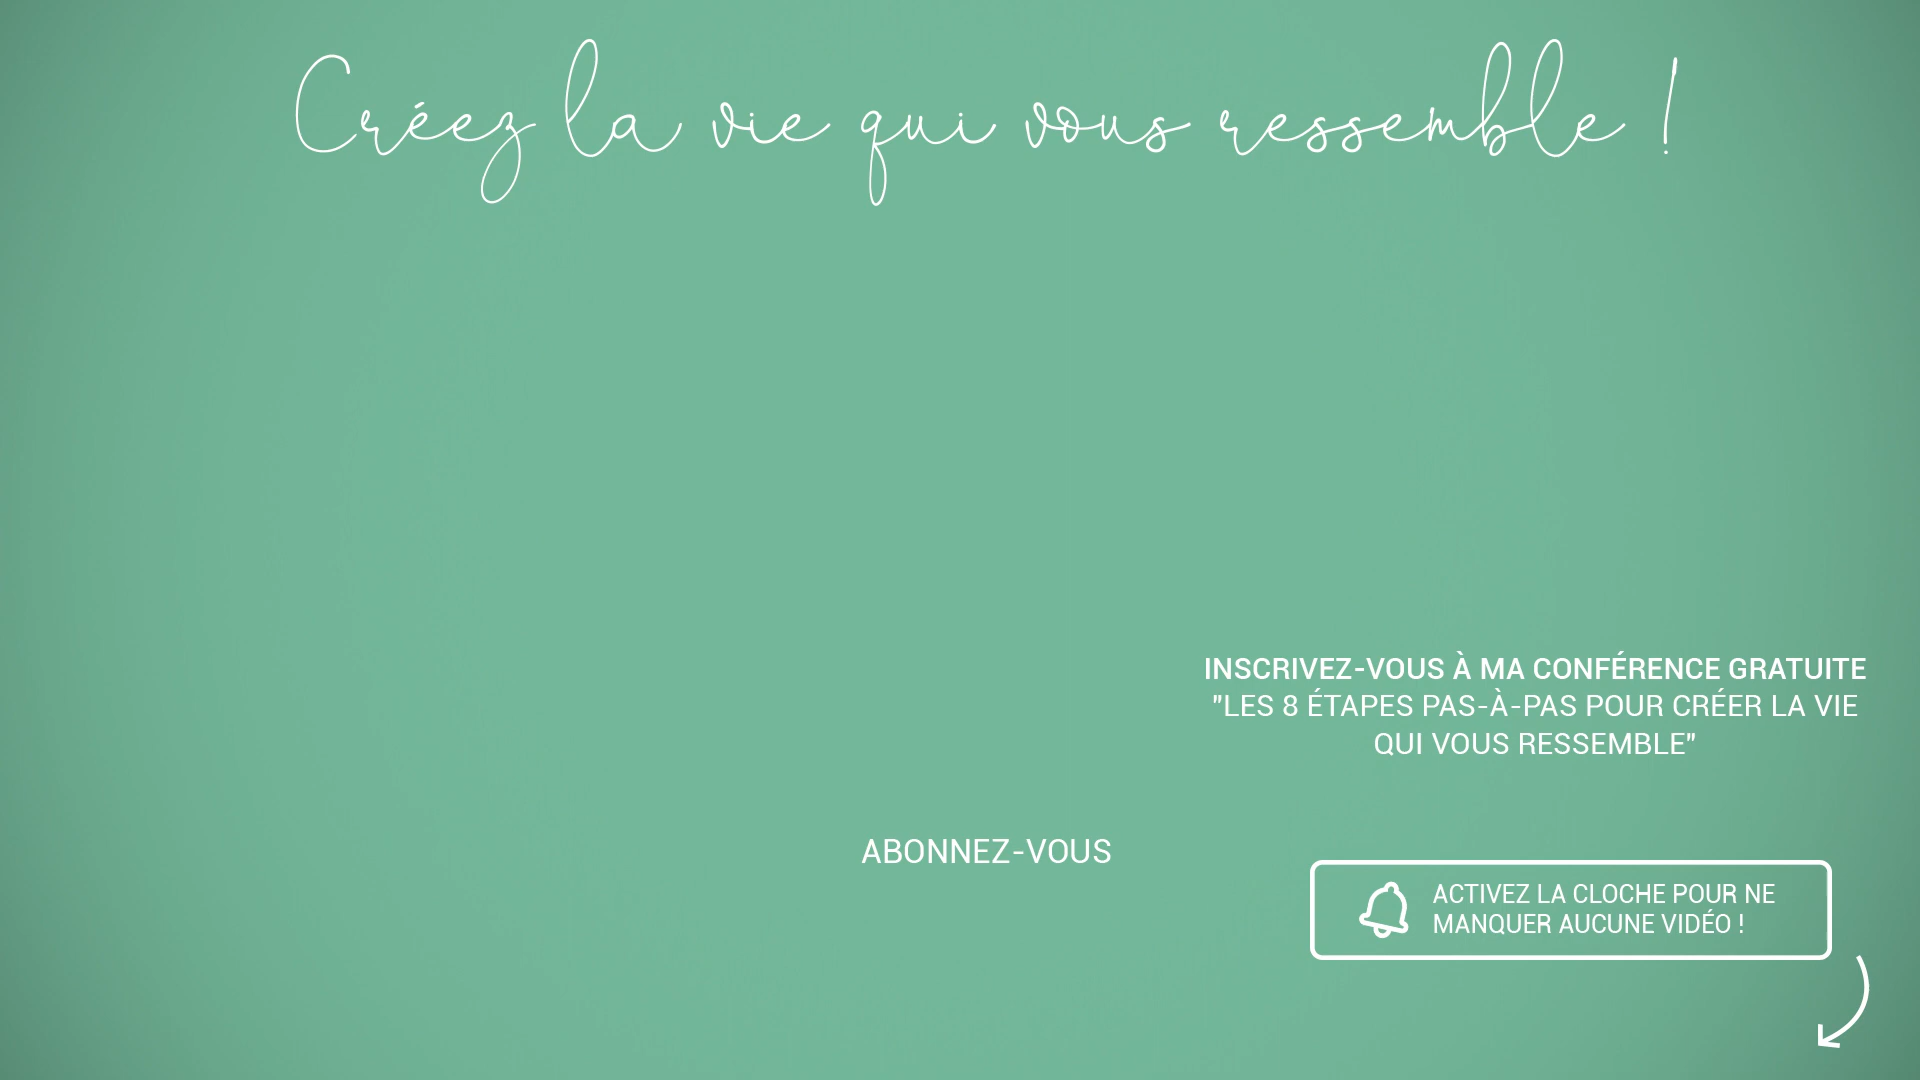 Créez la vie qui vous ressemble !
INSCRIVEZ-VOUS À MA CONFÉRENCE GRATUITE
"LES 8 ÉTAPES PAS-À-PAS POUR CRÉER LA VIE
QUI VOUS RESSEMBLE"
ABONNEZ-VOUS
ACTIVEZ LA CLOCHE POUR NE
MANQUER AUCUNE VIDÉO !